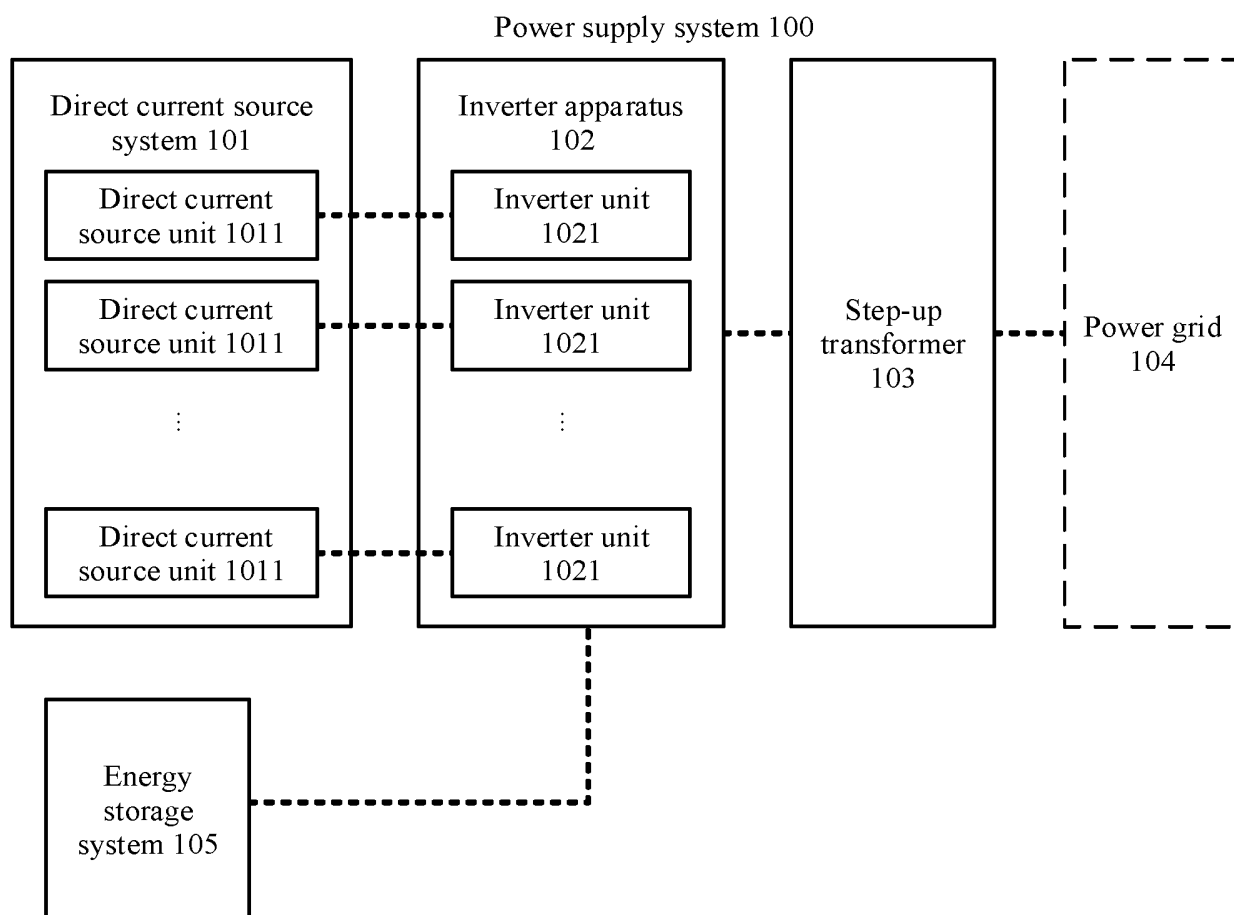 Power supply system 100
Direct current source
system 101
Direct current
source unit 1011
Direct current
source unit 1011
⋮
Direct current
source unit 1011
Inverter apparatus
102
Inverter unit
1021
Inverter unit
1021
⋮
Inverter unit
1021
Step-up
transformer
103
Power grid
104
Energy
storage
system 105